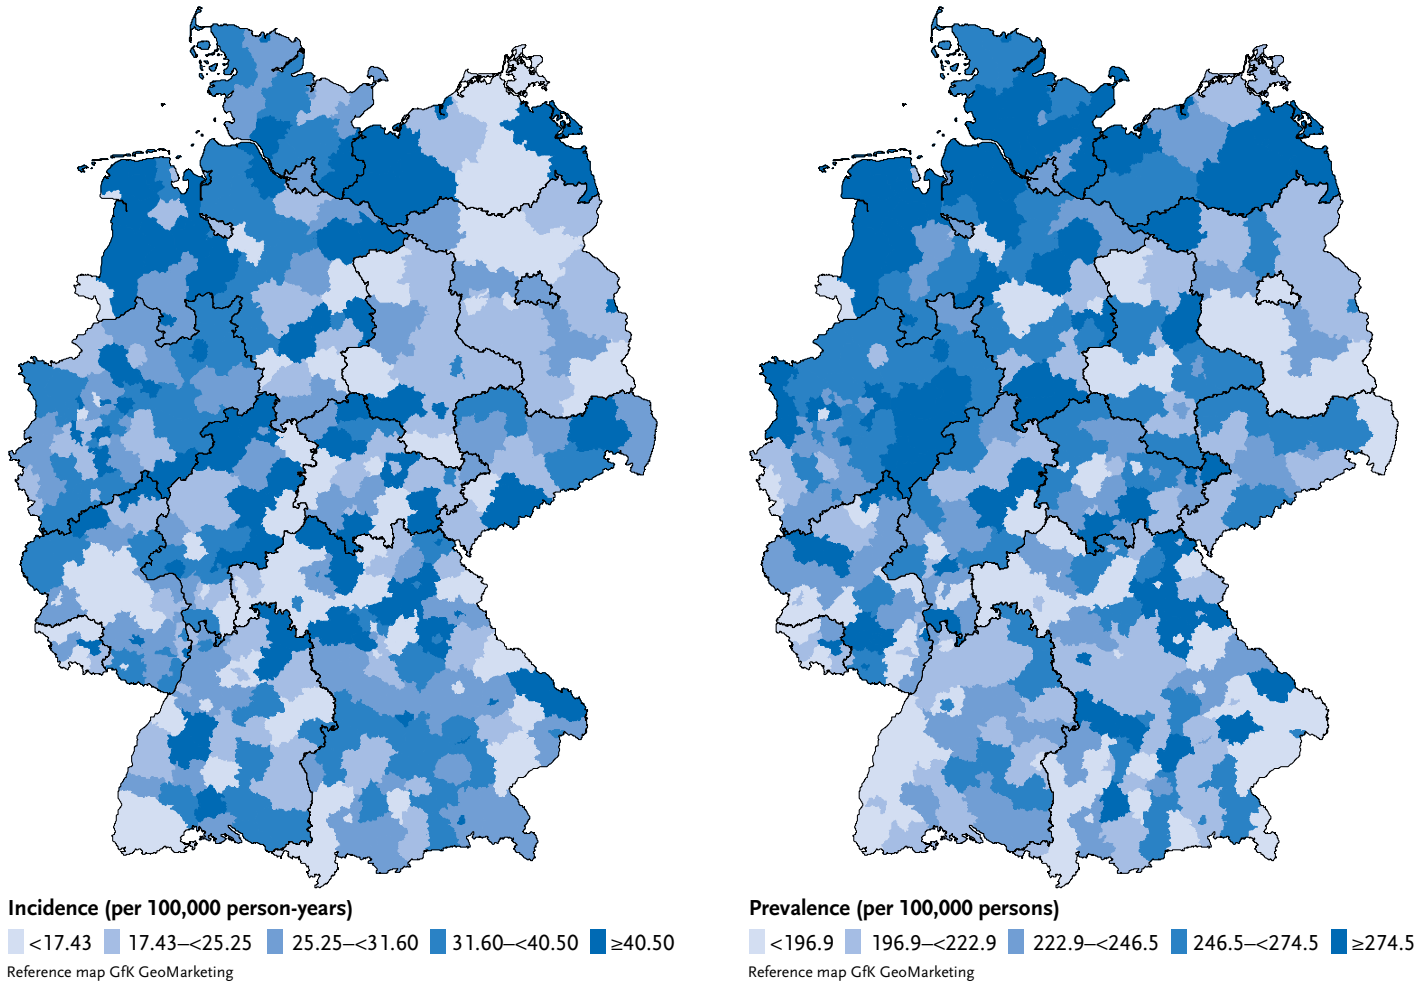 Incidence (per 100,000 person-years)
<17.43 17.43–<25.25 25.25–<31.60 31.60–<40.50 ≥40.50
Reference map GfK GeoMarketing
Prevalence (per 100,000 persons)
<196.9 196.9–<222.9 222.9–<246.5 246.5–<274.5 ≥274.5
Reference map GfK GeoMarketing